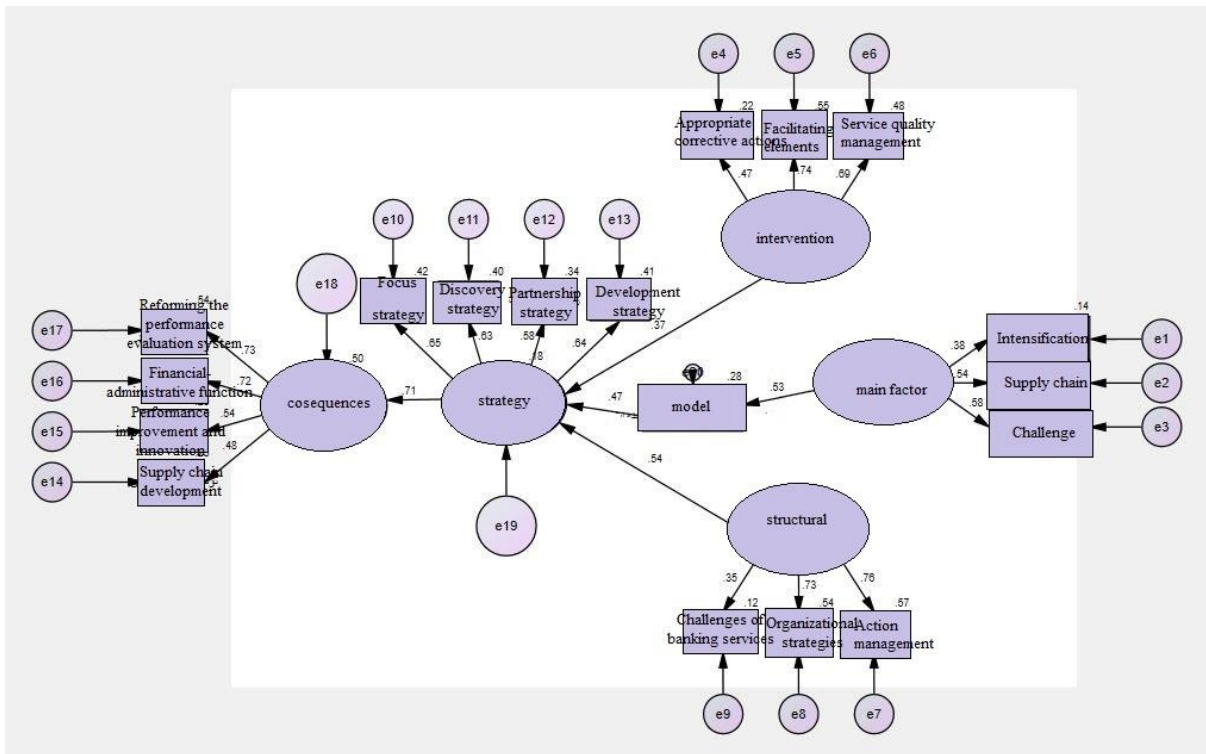 e4
e5
e6
.22
.55
.48
Appropriate
corrective actions
Facilitating
elements
Service quality
management
.47
.74
.69
intervention
e10
e11
e12
e13
.42
.40
.34
.41
Focus
strategy
Discovery
strategy
Partnership
strategy
Development
strategy
.65
.63
.58
.64
.37
e18
.54
e17
Reforming the
performance
evaluation system
.73
e16
Financial-
administrative function
.72
e15
Performance
improvement and
innovation
.54
e14
Supply chain
development
.48
.50
cosequences
.71
.18
strategy
.47
.28
model
.53
main factor
.14
.38
Intensification
e1
.54
Supply chain
e2
.58
Challenge
e3
e19
.54
structural
.35
.73
.76
.12
.54
.57
Challenges of
banking services
Organizational
strategies
Action
management
e9
e8
e7